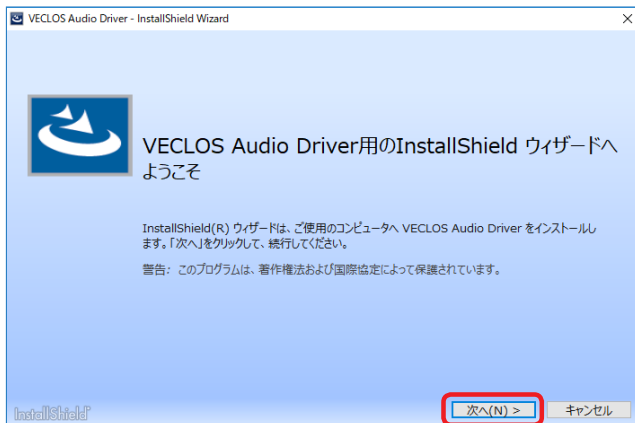 VECLOS Audio Driver - InstallShield Wizard
VECLOS Audio Driver用のInstallShield ウィザードへ
ようこそ
InstallShield(R) ウィザードは、ご使用のコンピュータへ VECLOS Audio Driver をインストールし
ます。「次へ」をクリックして、続行してください。
警告: このプログラムは、著作権法および国際協定によって保護されています。
InstallShield
次へ(N) >
キャンセル